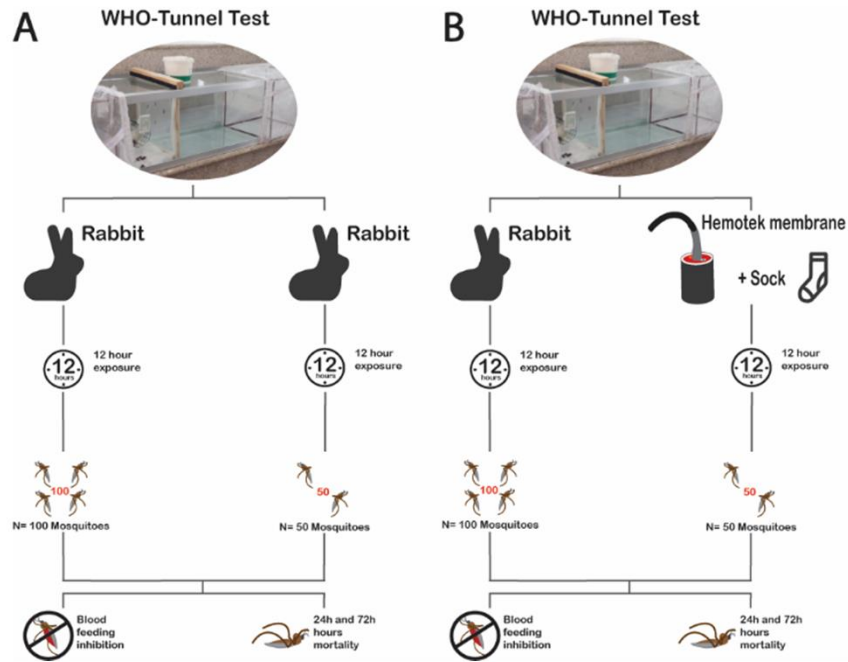 A
WHO-Tunnel Test
Rabbit
Rabbit
12
hours
12 hour
exposure
12
hours
12 hour
exposure
100
N= 100 Mosquitoes
50
N= 50 Mosquitoes
Blood
feeding
inhibition
24h and 72h
hours
mortality
B
WHO-Tunnel Test
Rabbit
Hemotek membrane
+ Sock
12
hours
12 hour
exposure
12
hours
12 hour
exposure
100
N= 100 Mosquitoes
50
N= 50 Mosquitoes
Blood
feeding
inhibition
24h and 72h
hours
mortality